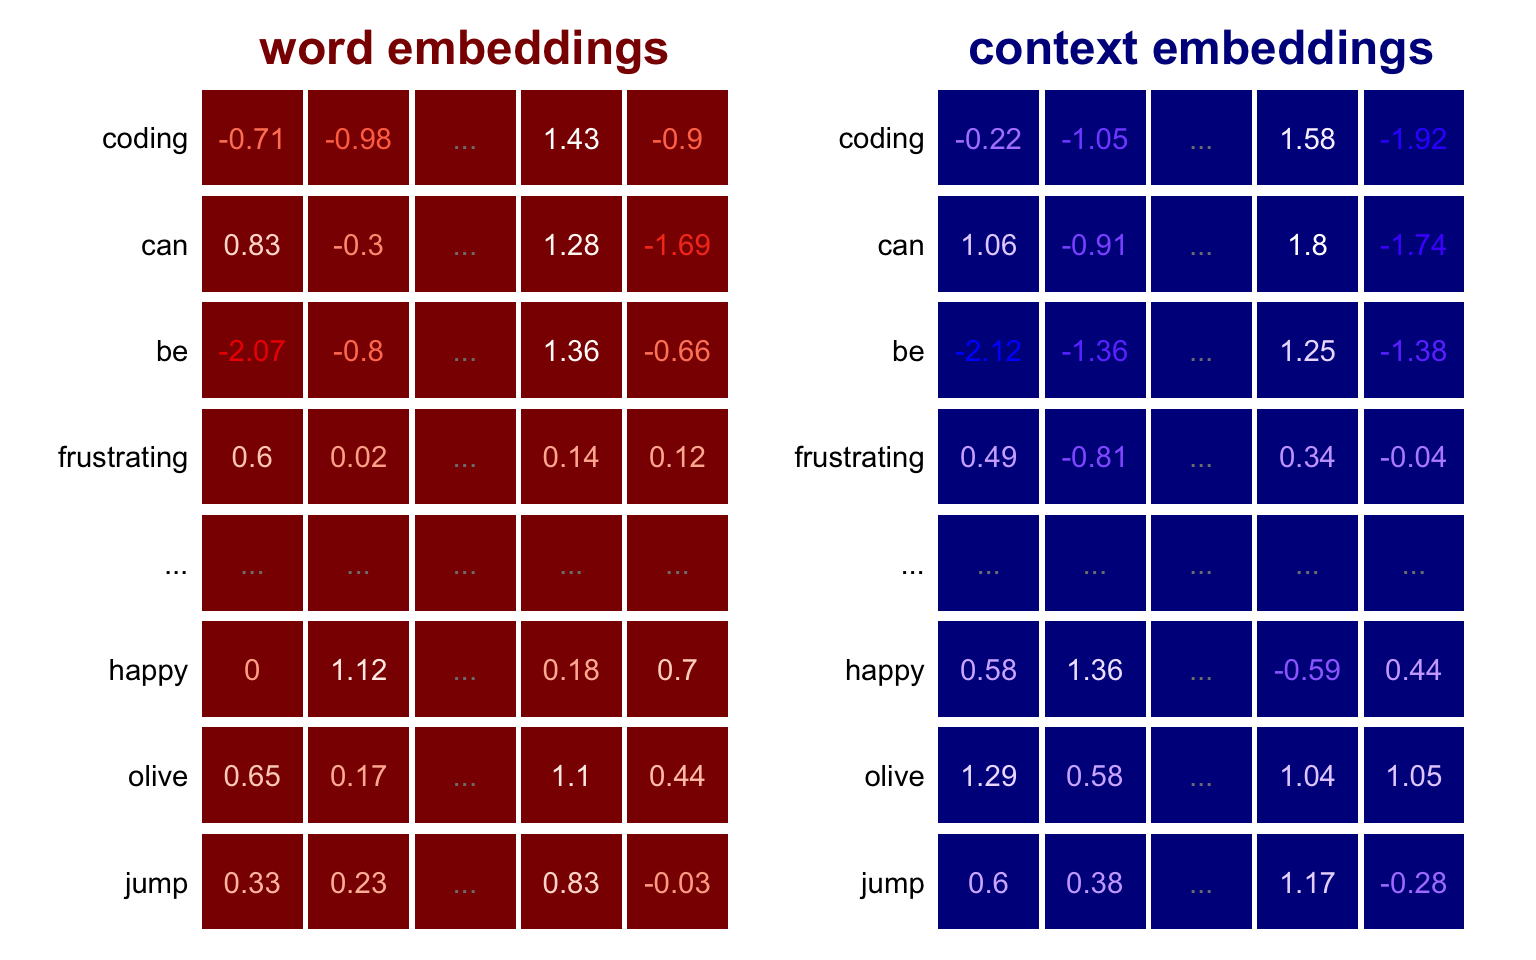 word embeddings context embeddings
coding -0.71 -0.98 ... 1.43 -0.9 coding -0.22 -1.05 ... 1.58 -1.92
can 0.83 -0.3 ... 1.28 -1.69 can 1.06 -0.91 ... 1.8 -1.74
be -2.07 -0.8 ... 1.36 -0.66 be -2.12 -1.36 ... 1.25 -1.38
frustrating 0.6 0.02 ... 0.14 0.12 frustrating 0.49 -0.81 ... 0.34 -0.04
... ... ... ... ... ... ... ... ... ... ... ...
happy 0 1.12 ... 0.18 0.7 happy 0.58 1.36 ... -0.59 0.44
olive 0.65 0.17 ... 1.1 0.44 olive 1.29 0.58 ... 1.04 1.05
jump 0.33 0.23 ... 0.83 -0.03 jump 0.6 0.38 ... 1.17 -0.28